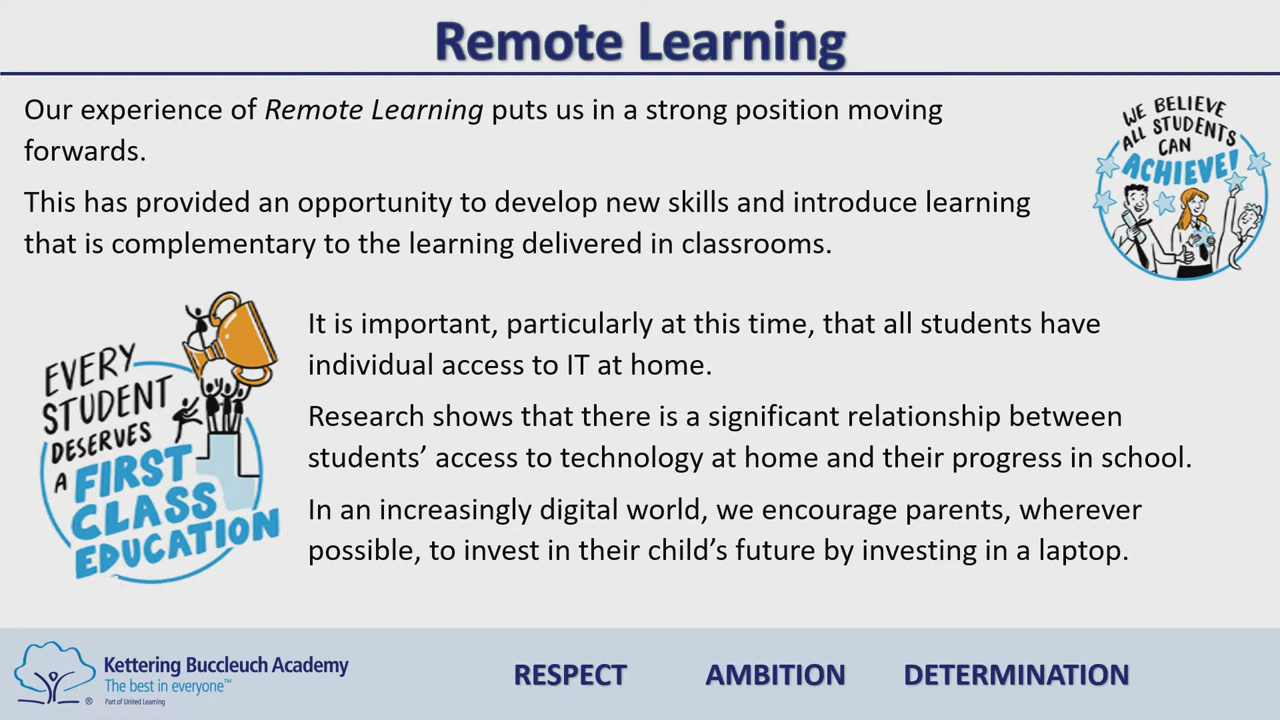 Remote Learning
Our experience of Remote Learning puts us in a strong position moving
forwards.
This has provided an opportunity to develop new skills and introduce learning
that is complementary to the learning delivered in classrooms.
WE BELIEVE
ALL STUDENTS
CAN
ACHIEVE!
EVERY
STUDENT
DESERVES
A FIRST
CLASS
EDUCATION
It is important, particularly at this time, that all students have
individual access to IT at home.
Research shows that there is a significant relationship between
students’ access to technology at home and their progress in school.
In an increasingly digital world, we encourage parents, wherever
possible, to invest in their child’s future by investing in a laptop.
Kettering Buccleuch Academy
The best in everyone™
Part of United Learning
®
RESPECT AMBITION DETERMINATION